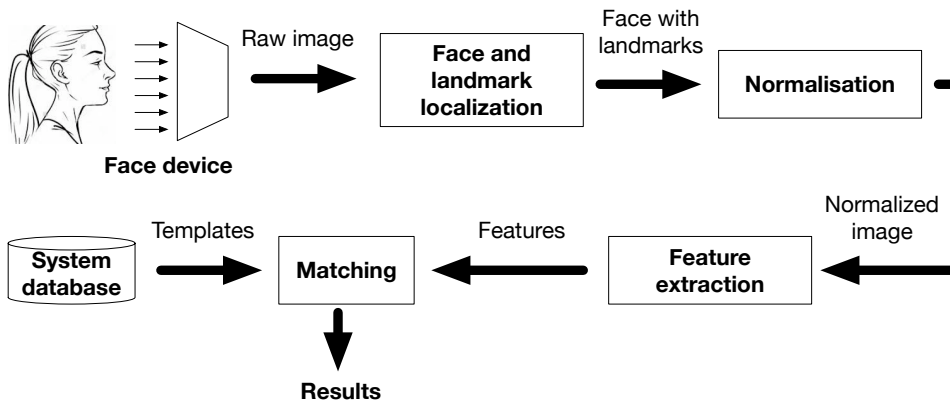 Raw image
Face and
landmark
localization
Face with
landmarks
Normalisation
Face device
System
database
Templates
Matching
Features
Feature
extraction
Normalized
image
Results